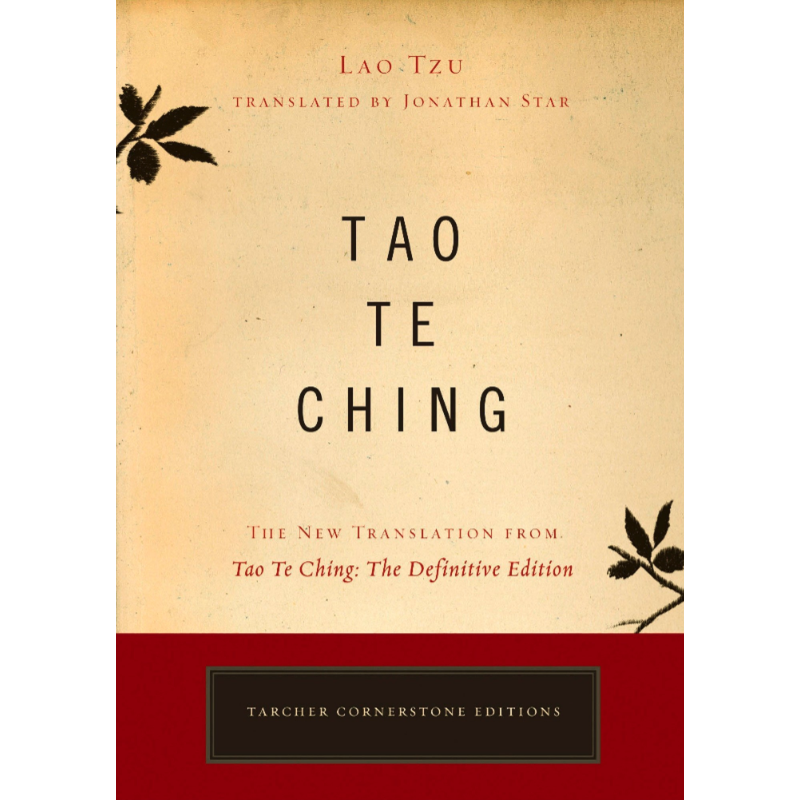 LAO TZU
TRANSLATED BY JONATHAN STAR
TAO
TE
CHING
THE NEW TRANSLATION FROM
Tao Te Ching: The Definitive Edition
TARCHER CORNERSTONE EDITIONS